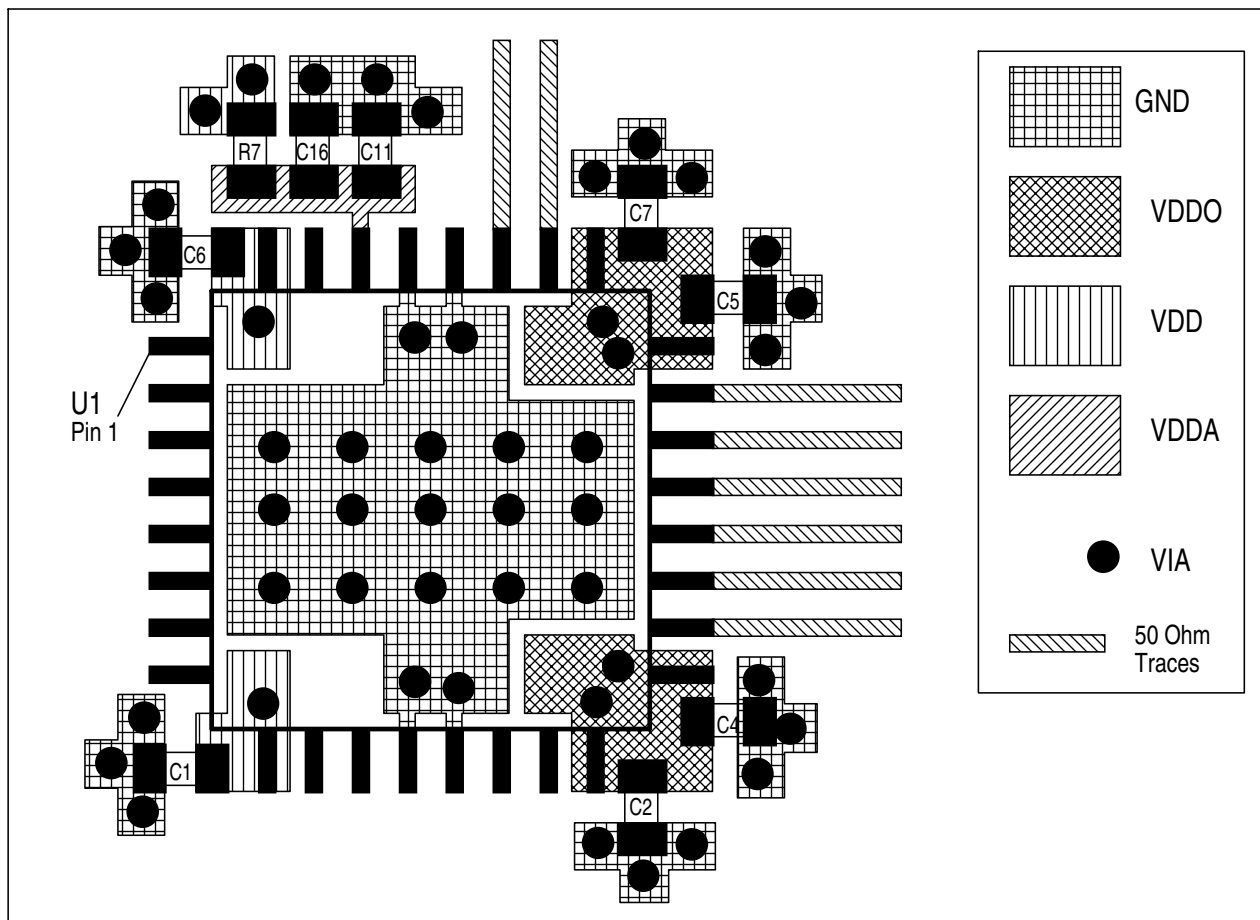 R7
C16
C11
C7
C6
C5
U1
Pin 1
C1
C4
C2
GND
VDDO
VDD
VDDA
VIA
50 Ohm
Traces